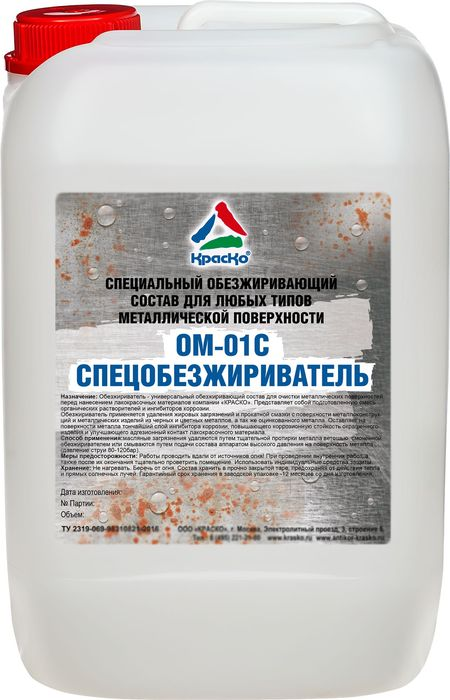 КрасКо®
СПЕЦИАЛЬНЫЙ ОБЕЗЖИРИВАЮЩИЙ
СОСТАВ ДЛЯ ЛЮБЫХ ТИПОВ
МЕТАЛЛИЧЕСКОЙ ПОВЕРХНОСТИ
ОМ-01С
СПЕЦОБЕЗЖИРИВАТЕЛЬ
Назначение: Обезжириватель - универсальный обезжиривающий состав для очистки металлических поверхностей
перед нанесением лакокрасочных материалов компании «КРАСКО». Представляет собой подготовленную смесь
органических растворителей и ингибиторов коррозии.
Обезжириватель применяется удаления жировых загрязнений и прокатной смазки с поверхности металлоконструк-
ций и металлических изделий из черных и цветных металлов, а так же оцинкованного металла. Оставляет на
поверхности металла тончайший слой ингибитора коррозии, повышающего коррозионную стойкость окрашенного
изделия и улучшающего адгезионный контакт лакокрасочного материала.
Способ применения: масляные загрязнения удаляются путем тщательной протирки металла ветошью, смоченной
обезжиривателем или смываются путем подачи состава аппаратом высокого давления на поверхность металла
(давление струи 80-120бар).
Меры предосторожности: Работы проводить вдали от источников огня! При проведении внутренних работ, а
также после их окончания тщательно проветрить помещение. Использовать индивидуальные средства защиты.
Хранение: Не нагревать. Беречь от огня. Состав хранить в прочно закрытой таре, предохраняя от действия тепла
и прямых солнечных лучей. Гарантийный срок хранения в заводской упаковке -12 месяцев со дня изготовления.
Дата изготовления:
№ Партии:
Объем:
ТУ 2319-069-98310821-2016
ООО «КРАСКО», г. Москва, Электролитный проезд, 3, строение 6.
www.krasko.ru www.antikor-krasko.ru